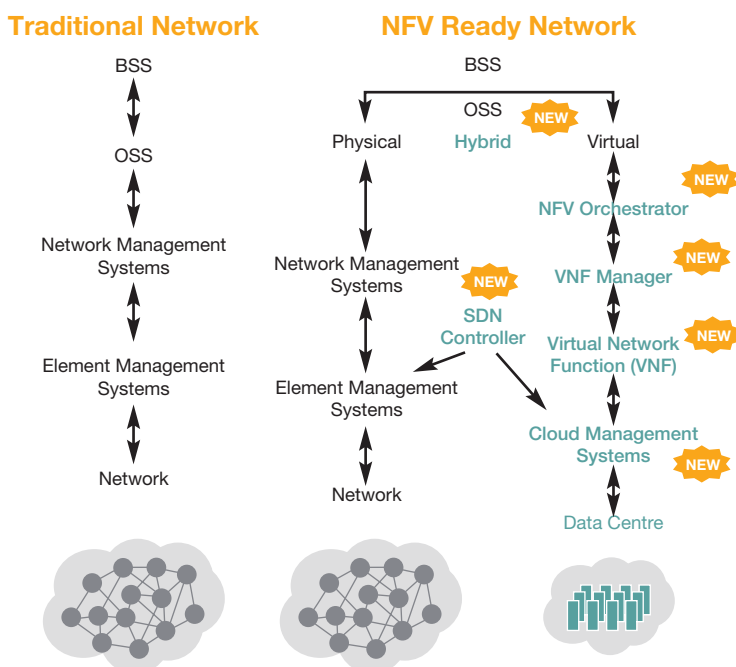 Traditional Network
BSS
OSS
Network Management
Systems
Element Management
Systems
Network
NFV Ready Network
BSS
OSS
NEW
Physical
Hybrid
Virtual
NEW
NFV Orchestrator
Network Management
Systems
NEW
VNF Manager
NEW
SDN
Controller
NEW
Virtual Network
Function (VNF)
Element Management
Systems
Cloud Management
Systems
NEW
Network
Data Centre